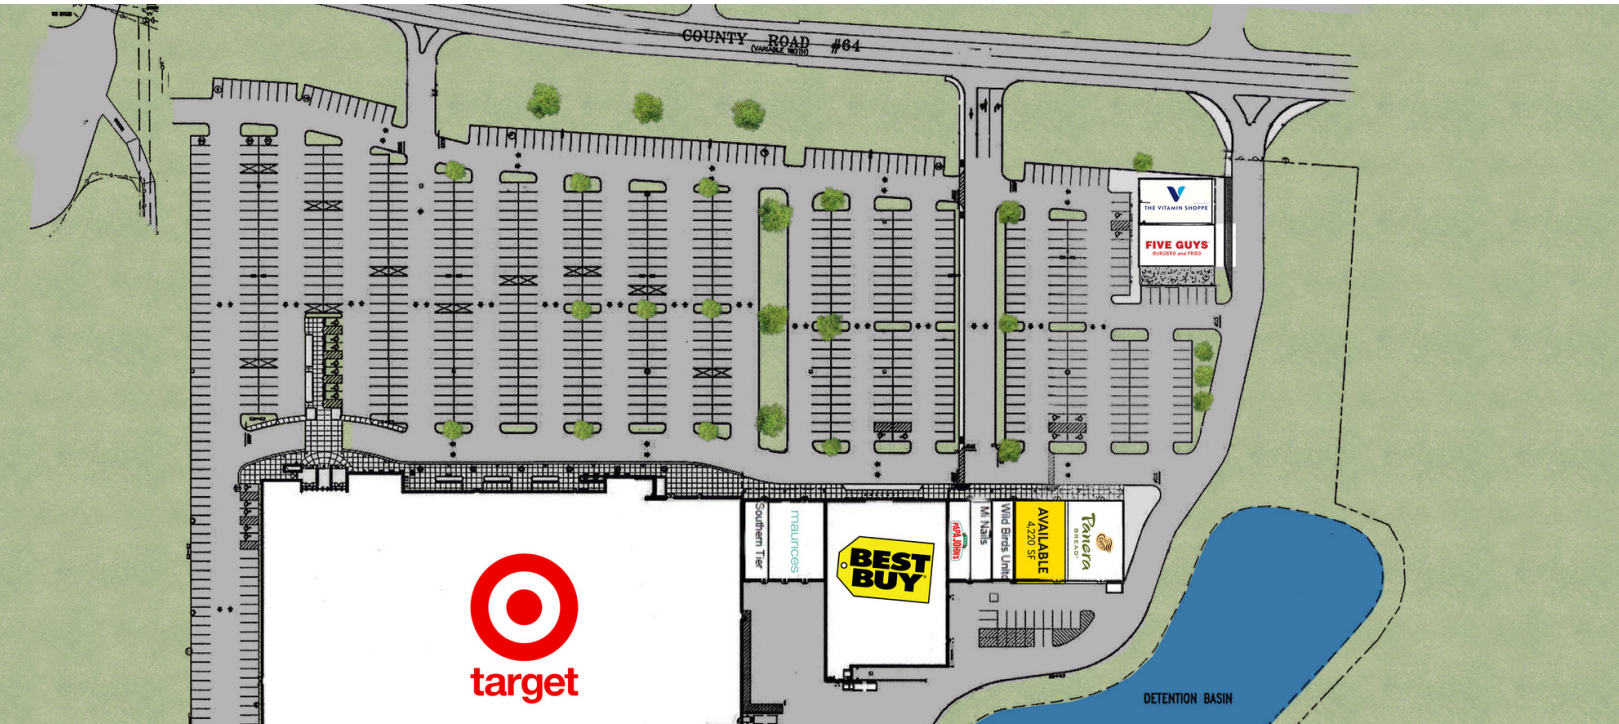 COUNTY ROAD #64
(VARIABLE WIDTH)
THE VITAMIN SHOPPE
FIVE GUYS
BURGERS and FRIES
Southern Tier
maurices
BEST
BUY
PAPA JOHNS
Mi Nails
Wild Birds Unltd
AVAILABLE
4,220 SF
Panera
BREAD
target
DETENTION BASIN